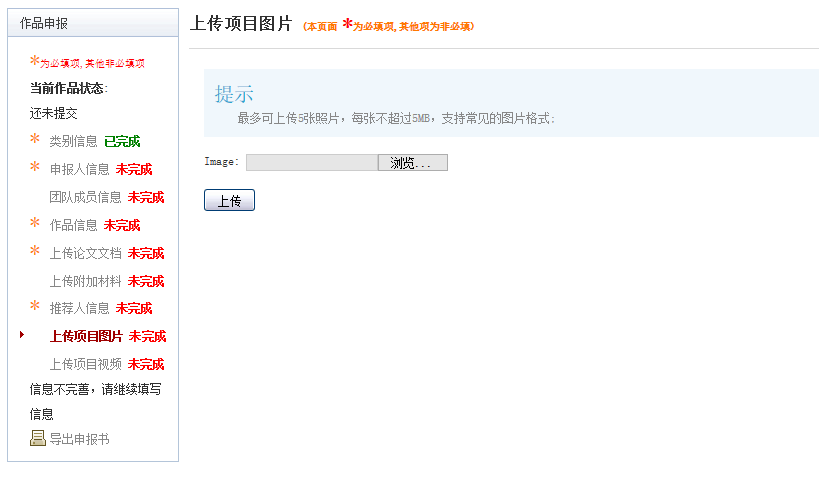 作品申报
*为必填项,其他非必填项
当前作品状态:
还未提交
* 类别信息 已完成
* 申报人信息 未完成
团队成员信息 未完成
* 作品信息 未完成
* 上传论文文档 未完成
上传附加材料 未完成
* 推荐人信息 未完成
上传项目图片 未完成
上传项目视频 未完成
信息不完善，请继续填写
信息
导出申报书
上传项目图片 (本页面 *为必填项,其他项为非必填)
提示
最多可上传5张照片，每张不超过5MB，支持常见的图片格式:
Image: 浏览...
上传